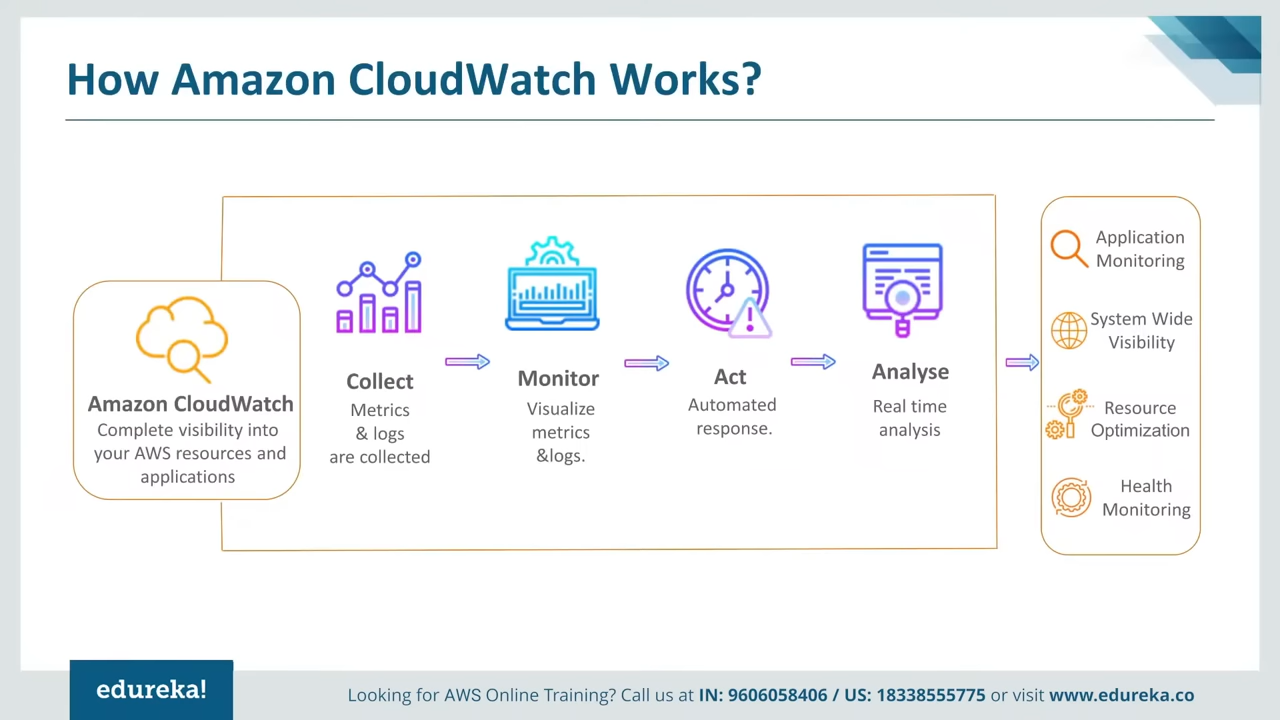 How Amazon CloudWatch Works?
Amazon CloudWatch
Complete visibility into
your AWS resources and
applications
Collect
Metrics
& logs
are collected
Monitor
Visualize
metrics
&logs.
Act
Automated
response.
Analyse
Real time
analysis
Application
Monitoring
System Wide
Visibility
Resource
Optimization
Health
Monitoring
edureka!
Looking for AWS Online Training? Call us at IN: 9606058406 / US: 18338555775 or visit www.edureka.co